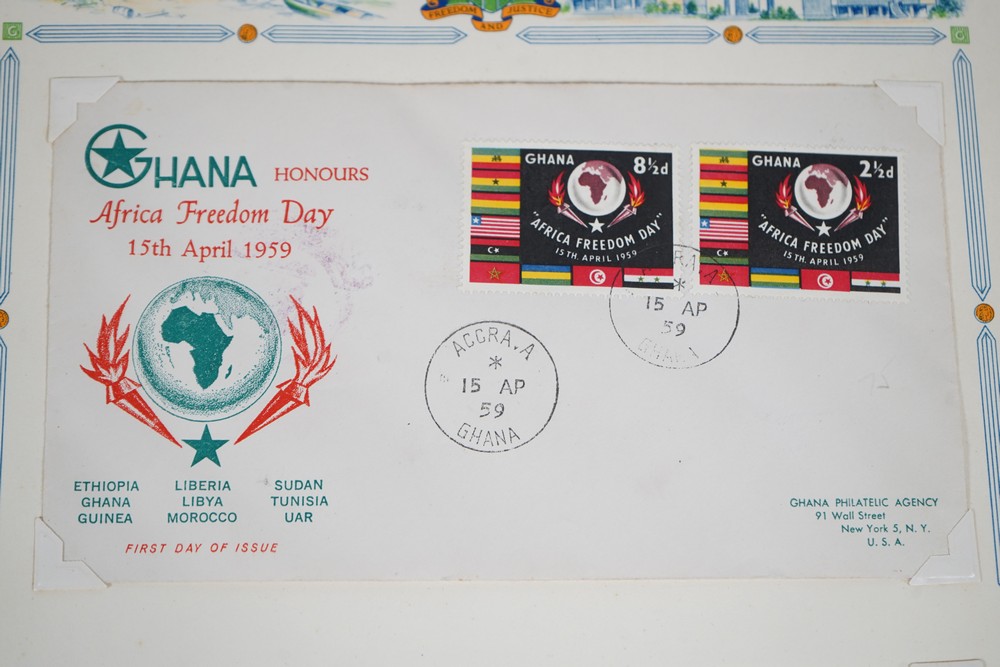 FREEDOM AND JUSTICE
G
G
GHANA HONOURS
Africa Freedom Day
15th April 1959
ETHIOPIA LIBERIA SUDAN
GHANA LIBYA TUNISIA
GUINEA MOROCCO UAR
FIRST DAY OF ISSUE
GHANA 8½d
"AFRICA FREEDOM DAY"
15TH. APRIL 1959
GHANA 2½d
"AFRICA FREEDOM DAY"
15TH. APRIL 1959
ACCRA.A
*
15 AP
59
GHANA
ACCRA.A
*
15 AP
59
GHANA
GHANA PHILATELIC AGENCY
91 Wall Street
New York 5, N. Y.
U. S. A.